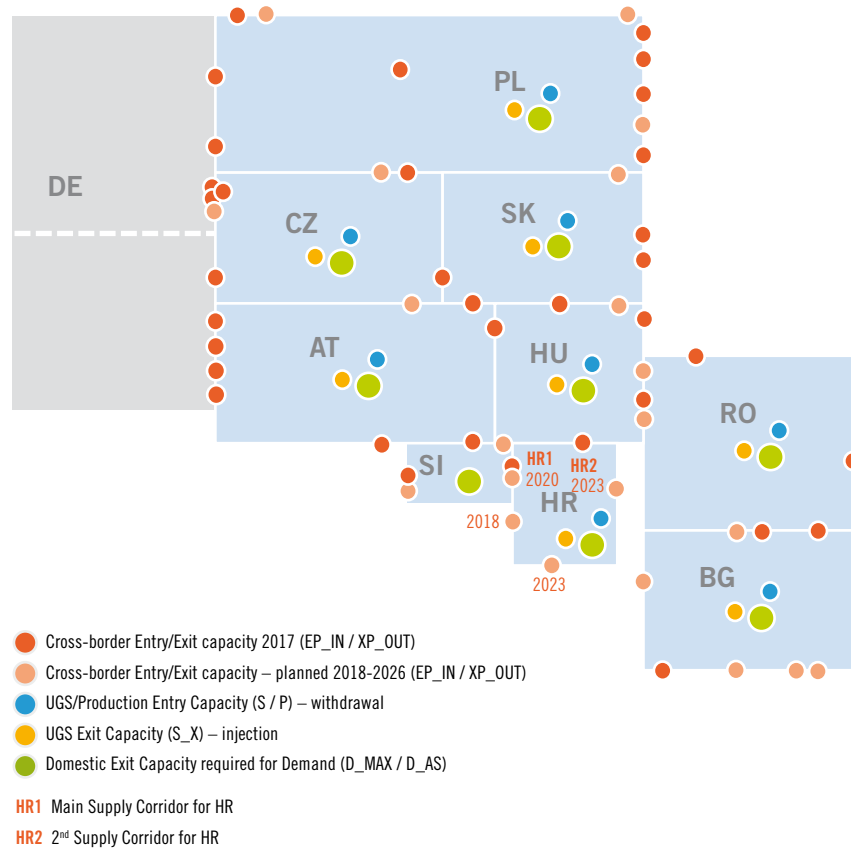 PL
DE
SK
CZ
AT
HU
RO
SI
HR1
HR2
2020
2023
HR
2018
2023
BG
Cross-border Entry/Exit capacity 2017 (EP_IN / XP_OUT)
Cross-border Entry/Exit capacity – planned 2018-2026 (EP_IN / XP_OUT)
UGS/Production Entry Capacity (S / P) – withdrawal
UGS Exit Capacity (S_X) – injection
Domestic Exit Capacity required for Demand (D_MAX / D_AS)
HR1 Main Supply Corridor for HR
HR2 2nd Supply Corridor for HR